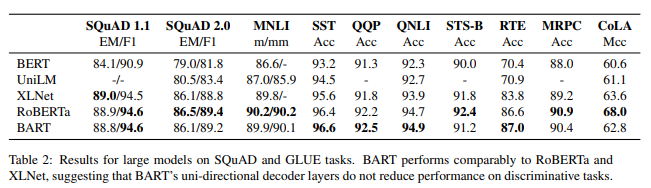 SQuAD 1.1 SQuAD 2.0 MNLI SST QQP QNLI STS-B RTE MRPC CoLA
EM/F1 EM/F1 m/mm Acc Acc Acc Acc Acc Acc Mcc
BERT 84.1/90.9 79.0/81.8 86.6/- 93.2 91.3 92.3 90.0 70.4 88.0 60.6
UniLM -/- 80.5/83.4 87.0/85.9 94.5 - 92.7 - 70.9 - 61.1
XLNet 89.0/94.5 86.1/88.8 89.8/- 95.6 91.8 93.9 91.8 83.8 89.2 63.6
RoBERTa 88.9/94.6 86.5/89.4 90.2/90.2 96.4 92.2 94.7 92.4 86.6 90.9 68.0
BART 88.8/94.6 86.1/89.2 89.9/90.1 96.6 92.5 94.9 91.2 87.0 90.4 62.8
Table 2: Results for large models on SQuAD and GLUE tasks. BART performs comparably to RoBERTa and
XLNet, suggesting that BART's uni-directional decoder layers do not reduce performance on discriminative tasks.